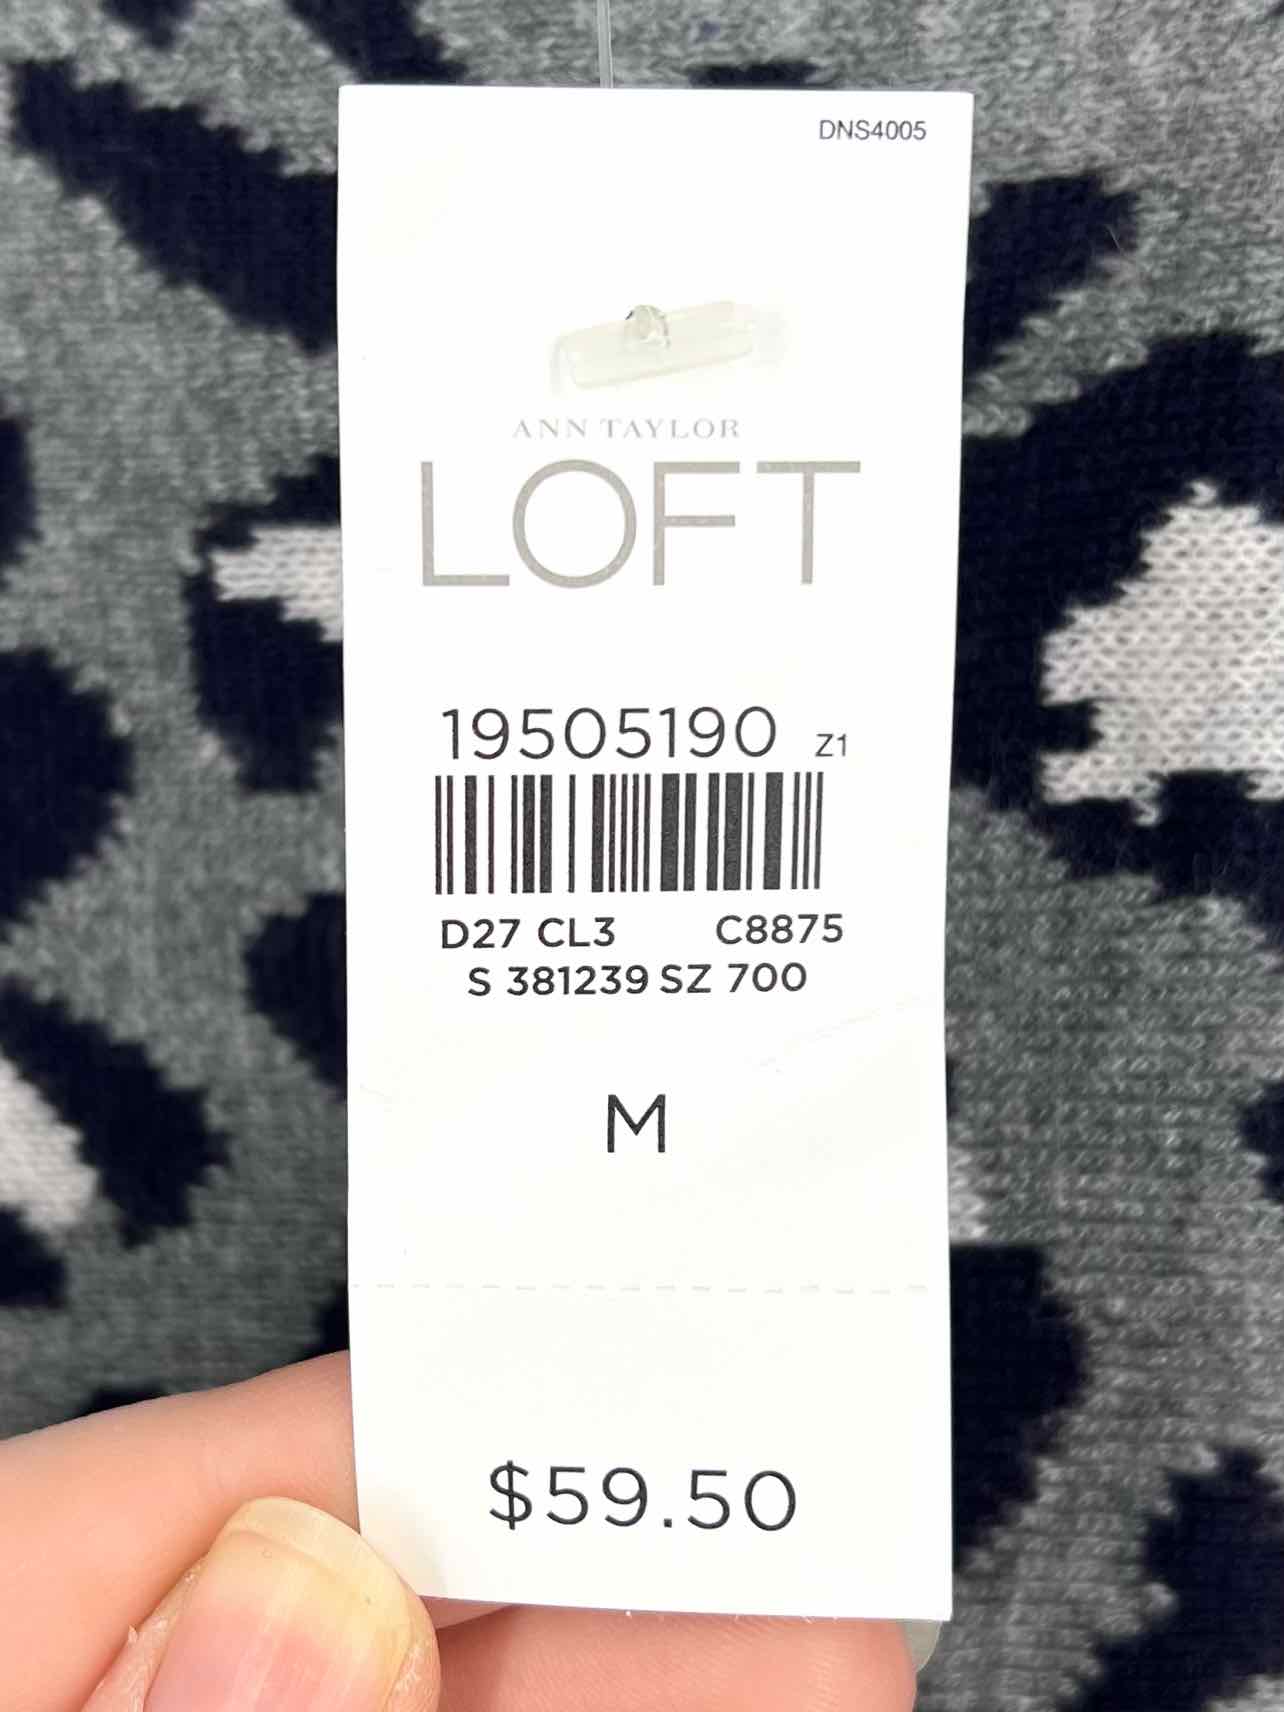 DNS4005
ANN TAYLOR
LOFT
19505190 Z1
D27 CL3 C8875
S 381239 SZ 700
M
$59.50